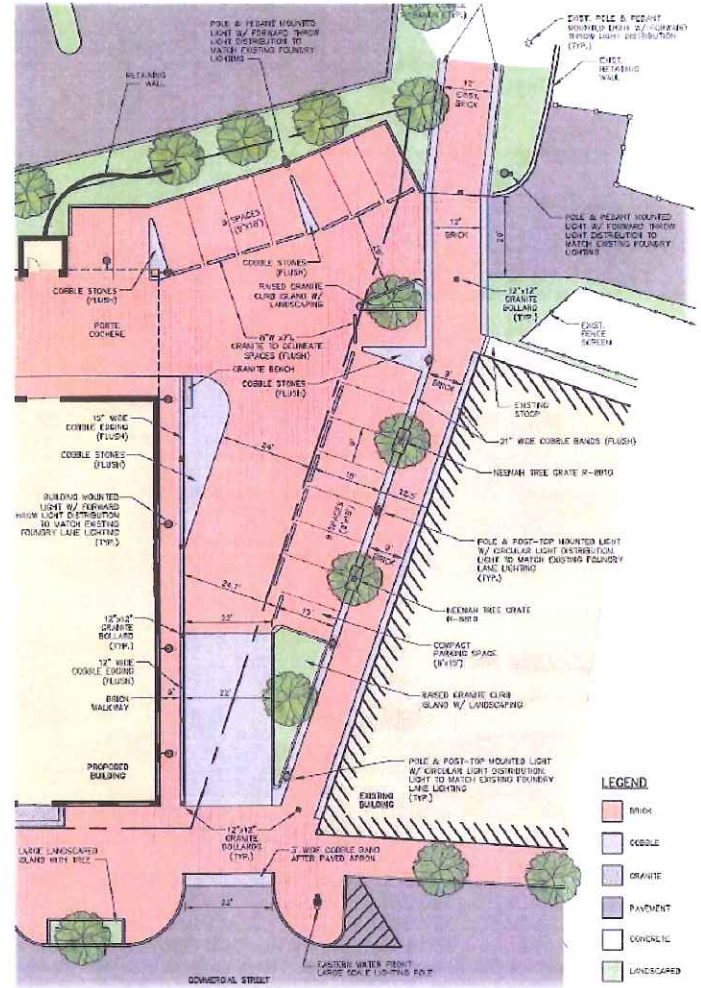 POLE & PEDANT MOUNTED
LIGHT W/ FORWARD THROW
LIGHT DISTRIBUTION TO
MATCH EXISTING FOUNDRY
LIGHTING
RETAINING
WALL
(TYP.)
EXIST. POLE & PEDANT
MOUNTED LIGHT W/ FORWARD
THROW LIGHT DISTRIBUTION
(TYP.)
EXIST.
RETAINING
WALL
12'
EXIST.
BRICK
POLE & PEDANT MOUNTED
LIGHT W/ FORWARD THROW
LIGHT DISTRIBUTION TO
MATCH EXISTING FOUNDRY
LIGHTING
9 SPACES
(9'X18')
12'
BRICK
COBBLE STONES
(FLUSH)
COBBLE STONES
(FLUSH)
RAISED GRANITE
CURB ISLAND W/
LANDSCAPING
12"x12"
GRANITE
BOLLARD
(TYP.)
PORTE
COCHERE
EXIST.
FENCE
SCREEN
GRANITE TO DELINEATE
SPACES (FLUSH)
GRANITE BENCH
COBBLE STONES
(FLUSH)
9'
BRICK
EXISTING
STOOP
COBBLE EDGING
(FLUSH)
COBBLE STONES
(FLUSH)
24'
9'
18'
21" WIDE COBBLE BANDS (FLUSH)
NEENAH TREE GRATE R-8810
BUILDING MOUNTED
LIGHT W/ FORWARD
THROW LIGHT DISTRIBUTION
TO MATCH EXISTING
FOUNDRY LANE LIGHTING
(TYP.)
8 SPACES
(9'x18')
9'
BRICK
POLE & POST-TOP MOUNTED LIGHT
W/ CIRCULAR LIGHT DISTRIBUTION.
LIGHT TO MATCH EXISTING FOUNDRY
LANE LIGHTING
(TYP.)
NEENAH TREE GRATE
R-8810
12"x12"
GRANITE
BOLLARD
(TYP.)
12" WIDE
COBBLE EDGING
(FLUSH)
22'
15'
COMPACT
PARKING SPACE
(8'x15')
BRICK
WALKWAY
22'
RAISED GRANITE CURB
ISLAND W/ LANDSCAPING
PROPOSED
BUILDING
EXISTING
BUILDING
POLE & POST-TOP MOUNTED LIGHT
W/ CIRCULAR LIGHT DISTRIBUTION.
LIGHT TO MATCH EXISTING FOUNDRY
LANE LIGHTING
(TYP.)
LARGE LANDSCAPED
ISLAND WITH TREE
12"x12"
GRANITE
BOLLARDS
(TYP.)
3' WIDE COBBLE BAND
AFTER PAVED APRON
22'
EASTERN WATER FRONT
LARGE SCALE LIGHTING POLE
COMMERCIAL STREET
LEGEND
BRICK
COBBLE
GRANITE
PAVEMENT
CONCRETE
LANDSCAPED